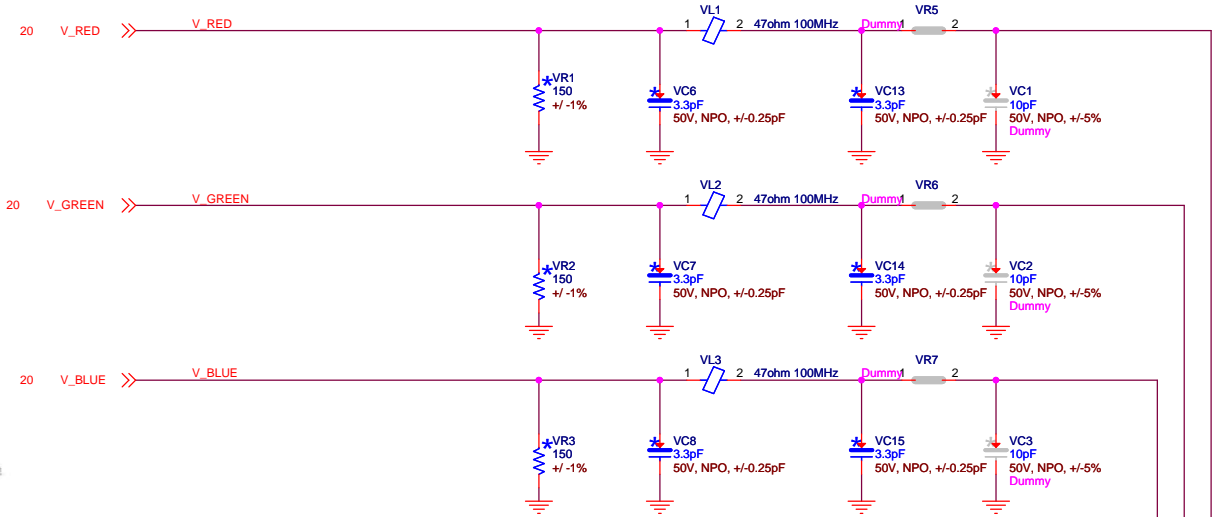 VL1 VR5
20 V_RED V_RED 1 2 47ohm 100MHz Dummy 1 2
*VR1 * VC6 * VC13 * VC1
150 3.3pF 3.3pF 10pF
+/ -1% 50V, NPO, +/-0.25pF 50V, NPO, +/-0.25pF 50V, NPO, +/-5%
Dummy
VL2 VR6
20 V_GREEN V_GREEN 1 2 47ohm 100MHz Dummy 1 2
*VR2 * VC7 * VC14 * VC2
150 3.3pF 3.3pF 10pF
+/ -1% 50V, NPO, +/-0.25pF 50V, NPO, +/-0.25pF 50V, NPO, +/-5%
Dummy
VL3 VR7
20 V_BLUE V_BLUE 1 2 47ohm 100MHz Dummy 1 2
*VR3 * VC8 * VC15 * VC3
150 3.3pF 3.3pF 10pF
+/ -1% 50V, NPO, +/-0.25pF 50V, NPO, +/-0.25pF 50V, NPO, +/-5%
Dummy